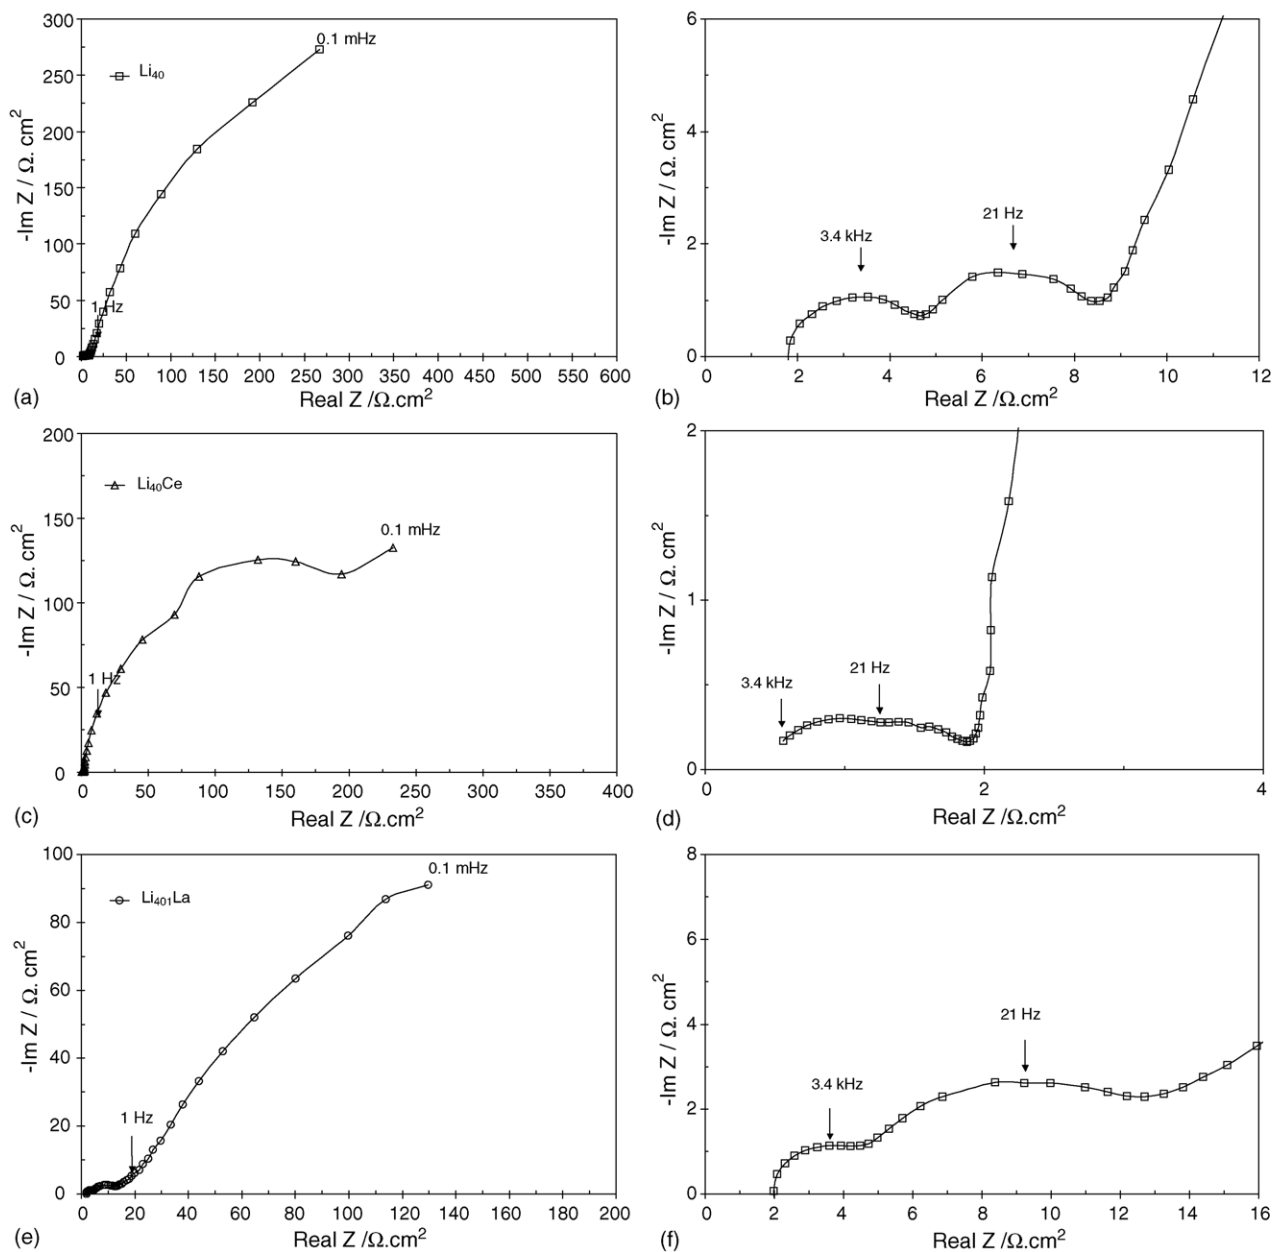 300
250
200
150
100
50
0
-Im Z / Ω. cm²
Li₄₀
0.1 mHz
1 Hz
0 50 100 150 200 250 300 350 400 450 500 550 600
(a) Real Z /Ω.cm²
6
4
2
0
-Im Z / Ω. cm²
3.4 kHz
21 Hz
0 2 4 6 8 10 12
(b) Real Z /Ω.cm²
200
150
100
50
0
-Im Z / Ω. cm²
Li₄₀Ce
0.1 mHz
1 Hz
0 50 100 150 200 250 300 350 400
(c) Real Z /Ω.cm²
2
1
0
-Im Z / Ω. cm²
3.4 kHz
21 Hz
0 2 4
(d) Real Z /Ω.cm²
100
80
60
40
20
0
-Im Z / Ω. cm²
Li₄₀₁La
0.1 mHz
1 Hz
0 20 40 60 80 100 120 140 160 180 200
(e) Real Z /Ω.cm²
8
6
4
2
0
-Im Z / Ω. cm²
3.4 kHz
21 Hz
0 2 4 6 8 10 12 14 16
(f) Real Z /Ω.cm²